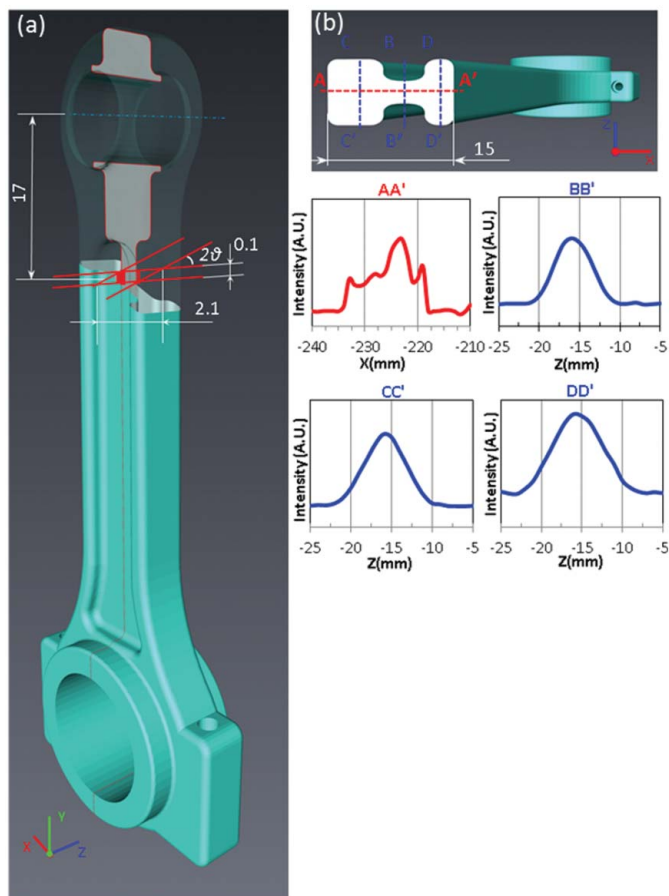 (a)
17
2ϑ
0.1
2.1
X
Y
Z
(b)
C
B
D
A
A'
C'
B'
D'
15
Z
X
AA'
Intensity (A.U.)
-240
-230
-220
-210
X(mm)
BB'
Intensity (A.U.)
-25
-20
-15
-10
-5
Z(mm)
CC'
Intensity (A.U.)
-25
-20
-15
-10
-5
Z(mm)
DD'
Intensity (A.U.)
-25
-20
-15
-10
-5
Z(mm)